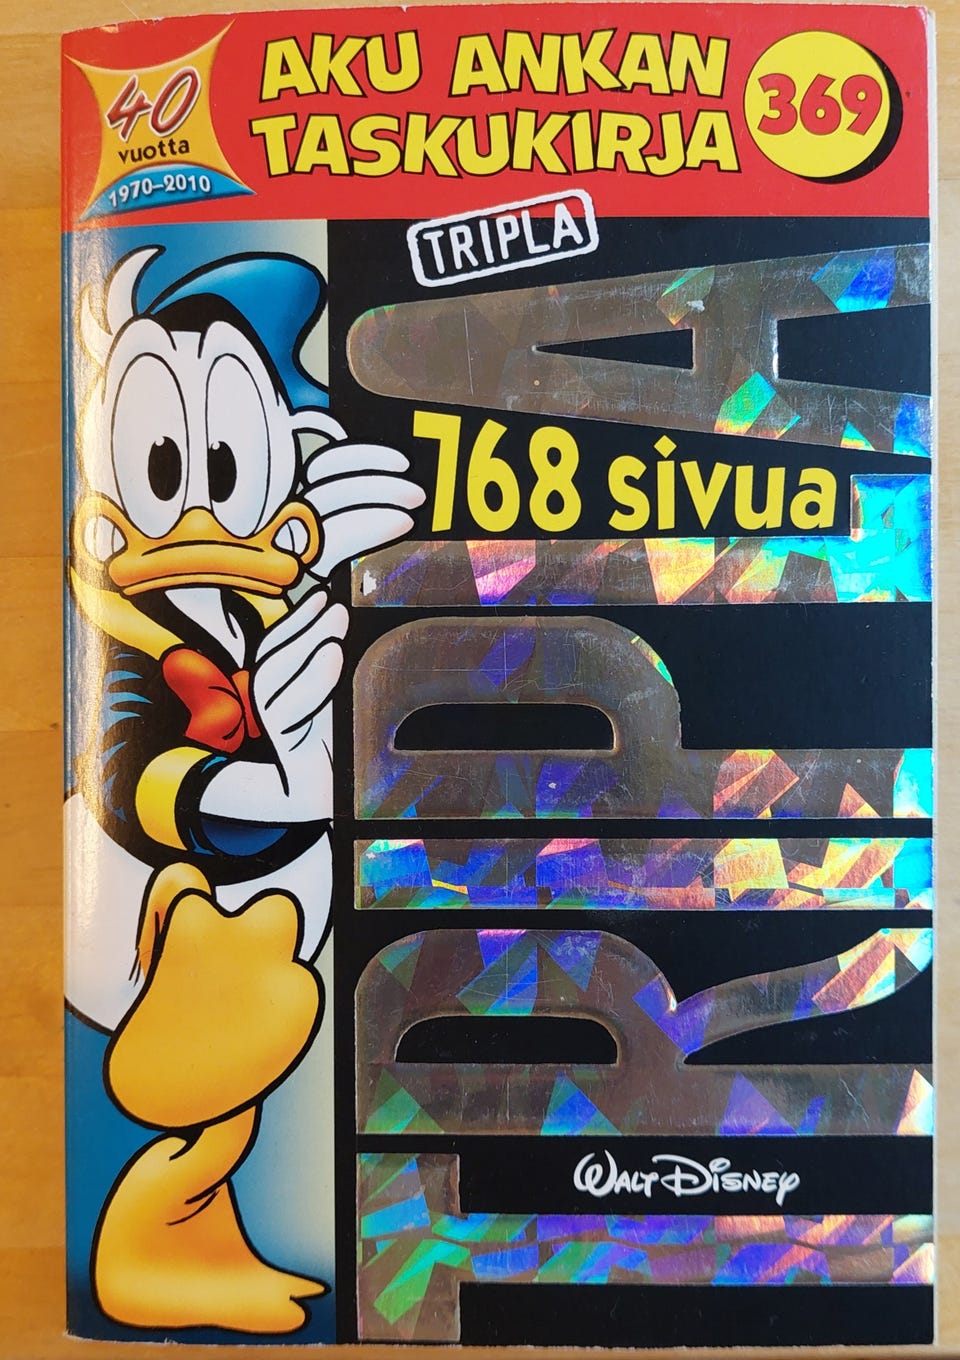 40
vuotta
1970–2010
AKU ANKAN
TASKUKIRJA
369
TRIPLA
768 sivua
TRIPLA
WALT DISNEY